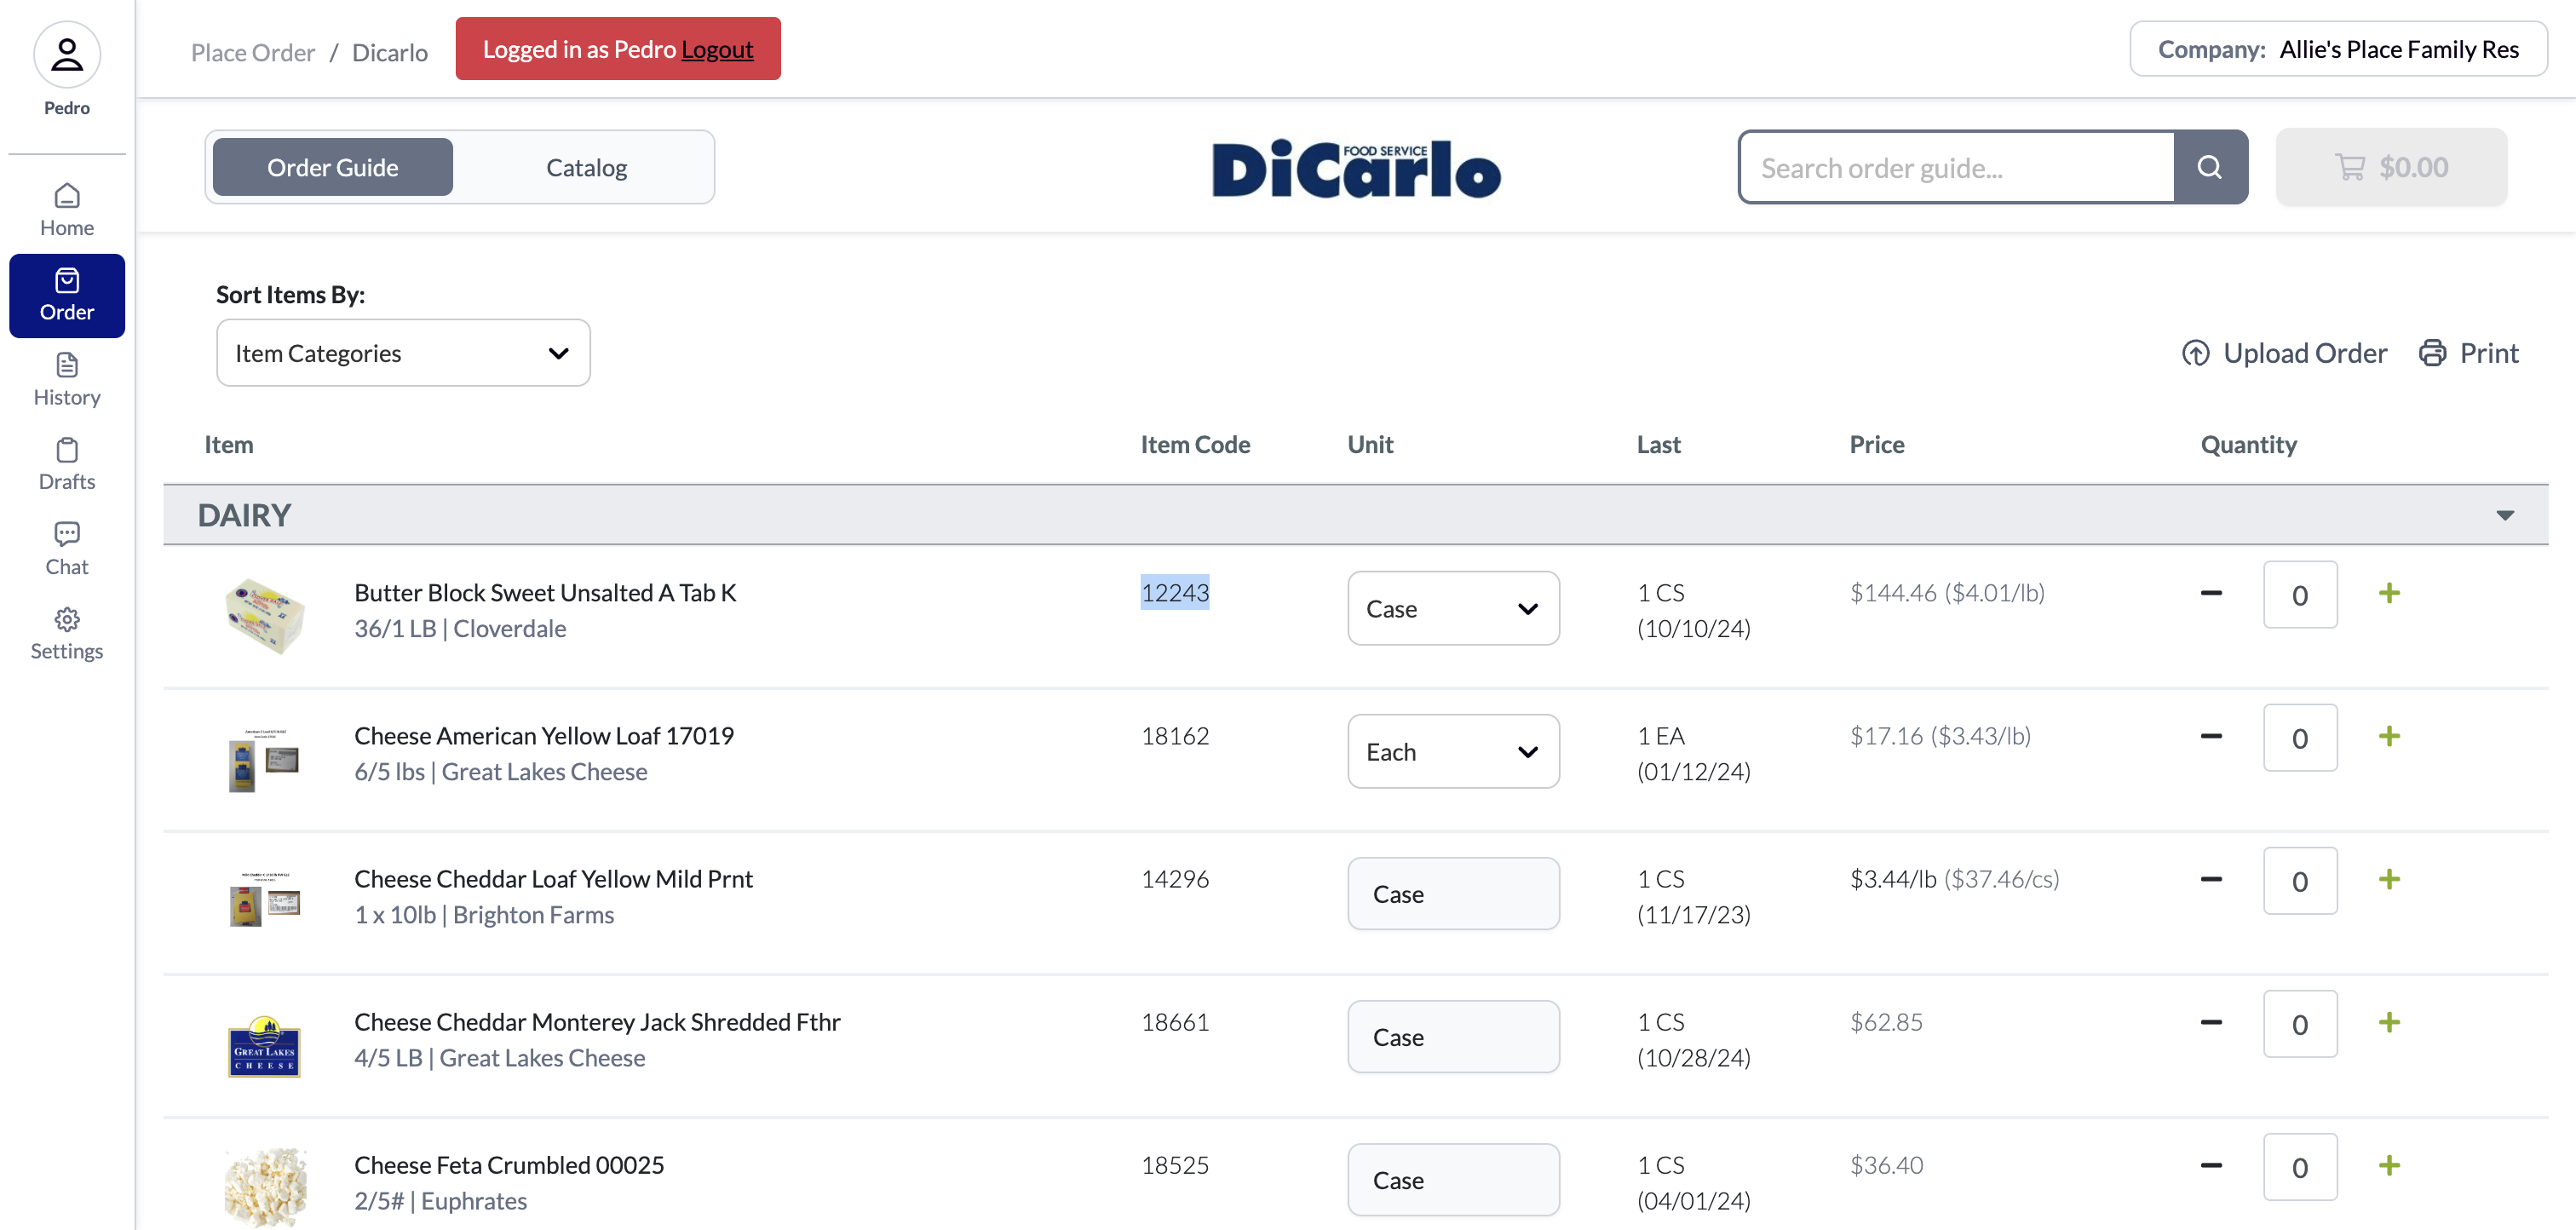 Pedro
Home
Order
History
Drafts
Chat
Settings
Place Order / Dicarlo
Logged in as Pedro Logout
Company: Allie's Place Family Res
Order Guide
Catalog
DiCarlo
FOOD SERVICE
Search order guide...
$0.00
Sort Items By:
Item Categories
Upload Order
Print
Item Item Code Unit Last Price Quantity
DAIRY
Butter Block Sweet Unsalted A Tab K 12243 Case 1 CS $144.46 ($4.01/lb) 0
36/1 LB | Cloverdale (10/10/24)
Cheese American Yellow Loaf 17019 18162 Each 1 EA $17.16 ($3.43/lb) 0
6/5 lbs | Great Lakes Cheese (01/12/24)
Cheese Cheddar Loaf Yellow Mild Prnt 14296 Case 1 CS $3.44/lb ($37.46/cs) 0
1 x 10lb | Brighton Farms (11/17/23)
GREAT LAKES
CHEESE
Cheese Cheddar Monterey Jack Shredded Fthr 18661 Case 1 CS $62.85 0
4/5 LB | Great Lakes Cheese (10/28/24)
Cheese Feta Crumbled 00025 18525 Case 1 CS $36.40 0
2/5# | Euphrates (04/01/24)